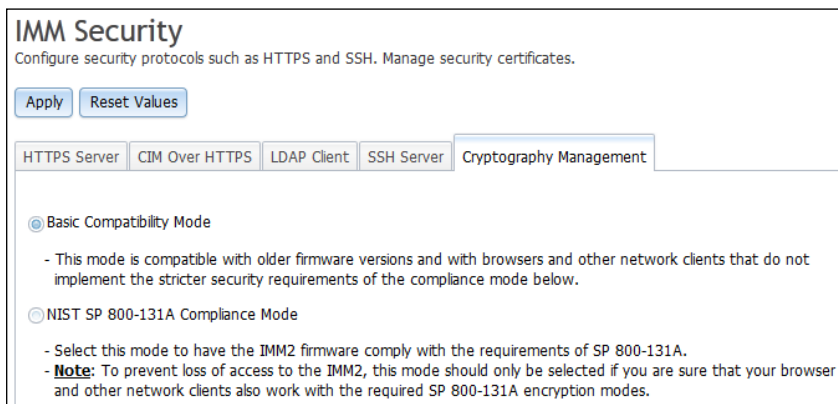 IMM Security
Configure security protocols such as HTTPS and SSH. Manage security certificates.
Apply Reset Values
HTTPS Server CIM Over HTTPS LDAP Client SSH Server Cryptography Management
Basic Compatibility Mode
- This mode is compatible with older firmware versions and with browsers and other network clients that do not
implement the stricter security requirements of the compliance mode below.
NIST SP 800-131A Compliance Mode
- Select this mode to have the IMM2 firmware comply with the requirements of SP 800-131A.
- Note: To prevent loss of access to the IMM2, this mode should only be selected if you are sure that your browser
and other network clients also work with the required SP 800-131A encryption modes.